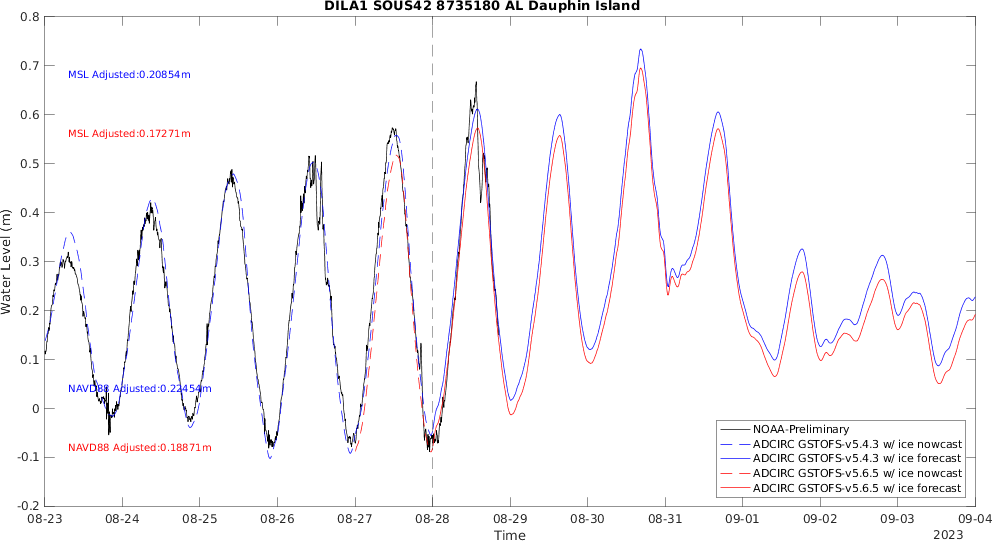 DILA1 SOUS42 8735180 AL Dauphin Island
0.8
0.7
0.6
0.5
0.4
0.3
0.2
0.1
0
-0.1
-0.2
Water Level (m)
MSL Adjusted:0.20854m
MSL Adjusted:0.17271m
NAVD88 Adjusted:0.22454m
NAVD88 Adjusted:0.18871m
NOAA-Preliminary
ADCIRC GSTOFS-v5.4.3 w/ ice nowcast
ADCIRC GSTOFS-v5.4.3 w/ ice forecast
ADCIRC GSTOFS-v5.6.5 w/ ice nowcast
ADCIRC GSTOFS-v5.6.5 w/ ice forecast
08-23 08-24 08-25 08-26 08-27 08-28 08-29 08-30 08-31 09-01 09-02 09-03 09-04
Time
2023